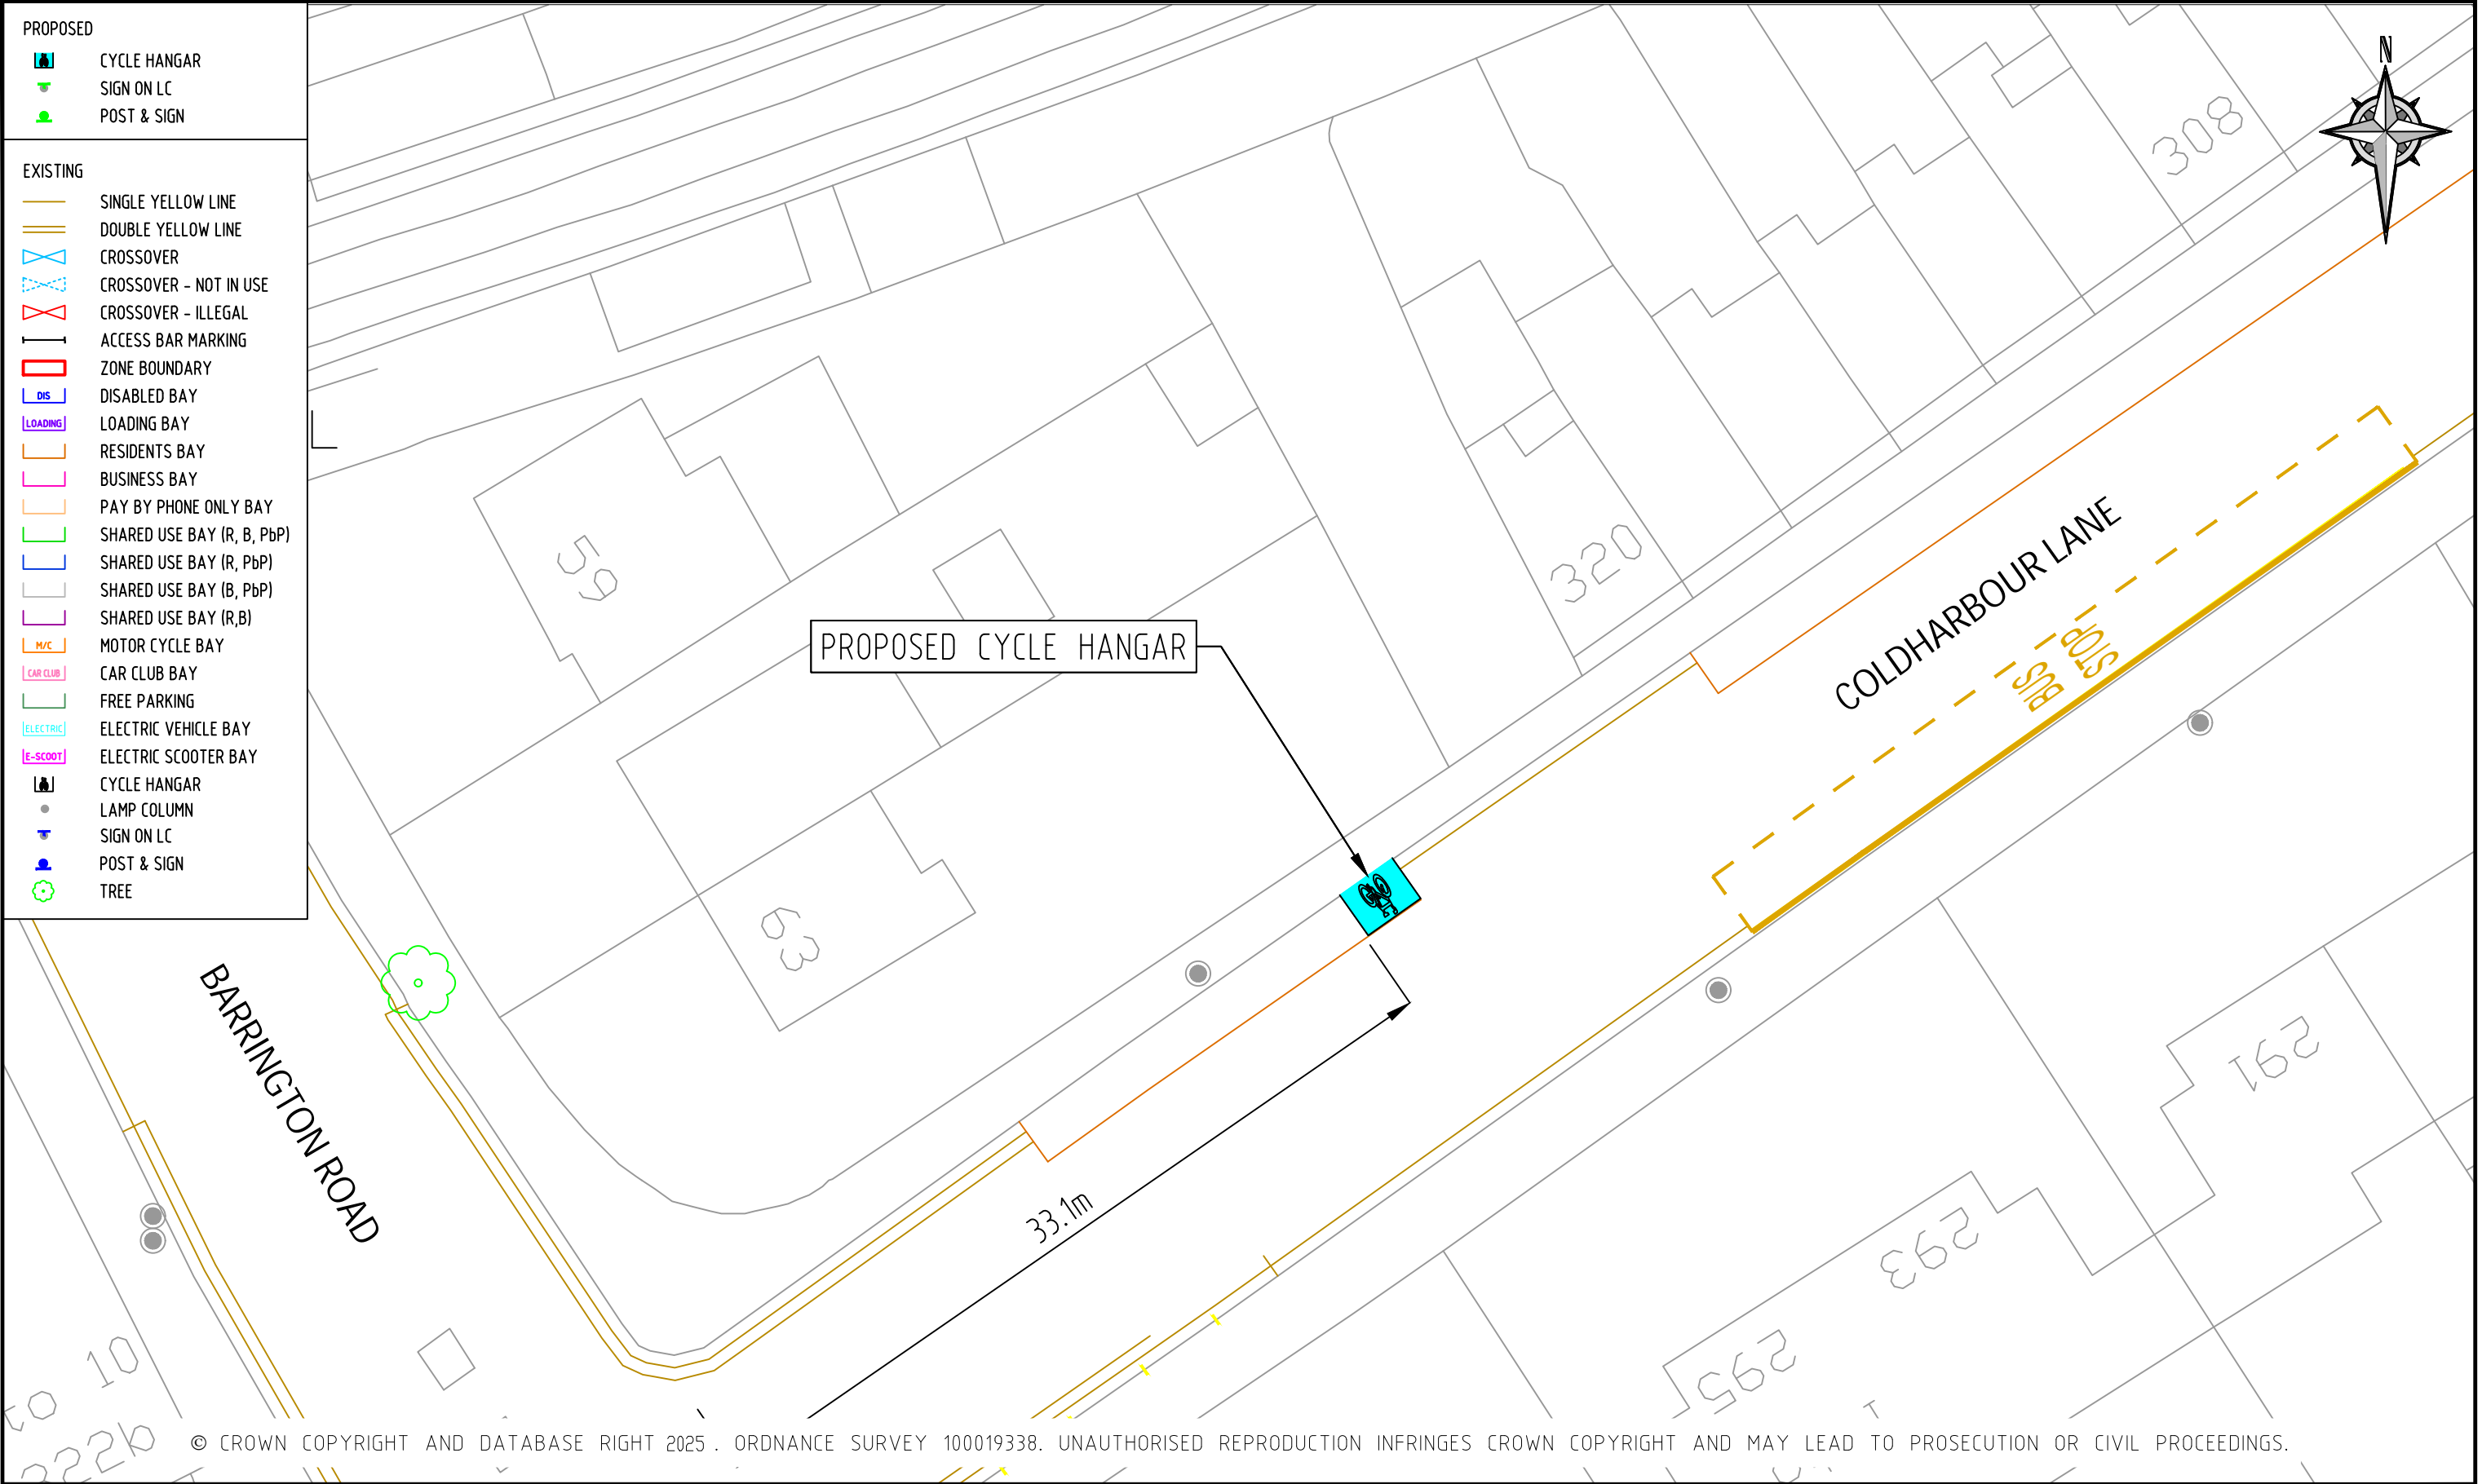 PROPOSED
CYCLE HANGAR
SIGN ON LC
POST & SIGN
EXISTING
SINGLE YELLOW LINE
DOUBLE YELLOW LINE
CROSSOVER
CROSSOVER - NOT IN USE
CROSSOVER - ILLEGAL
ACCESS BAR MARKING
ZONE BOUNDARY
DIS DISABLED BAY
LOADING LOADING BAY
RESIDENTS BAY
BUSINESS BAY
PAY BY PHONE ONLY BAY
SHARED USE BAY (R, B, PbP)
SHARED USE BAY (R, PbP)
SHARED USE BAY (B, PbP)
SHARED USE BAY (R,B)
M/C MOTOR CYCLE BAY
CAR CLUB CAR CLUB BAY
FREE PARKING
ELECTRIC ELECTRIC VEHICLE BAY
E-SCOOT ELECTRIC SCOOTER BAY
CYCLE HANGAR
LAMP COLUMN
SIGN ON LC
POST & SIGN
TREE
N
308
95
320
PROPOSED CYCLE HANGAR
COLDHARBOUR LANE
BUS
STOP
93
BARRINGTON ROAD
33.1m
291
293
295
10
© CROWN COPYRIGHT AND DATABASE RIGHT 2025 . ORDNANCE SURVEY 100019338. UNAUTHORISED REPRODUCTION INFRINGES CROWN COPYRIGHT AND MAY LEAD TO PROSECUTION OR CIVIL PROCEEDINGS.